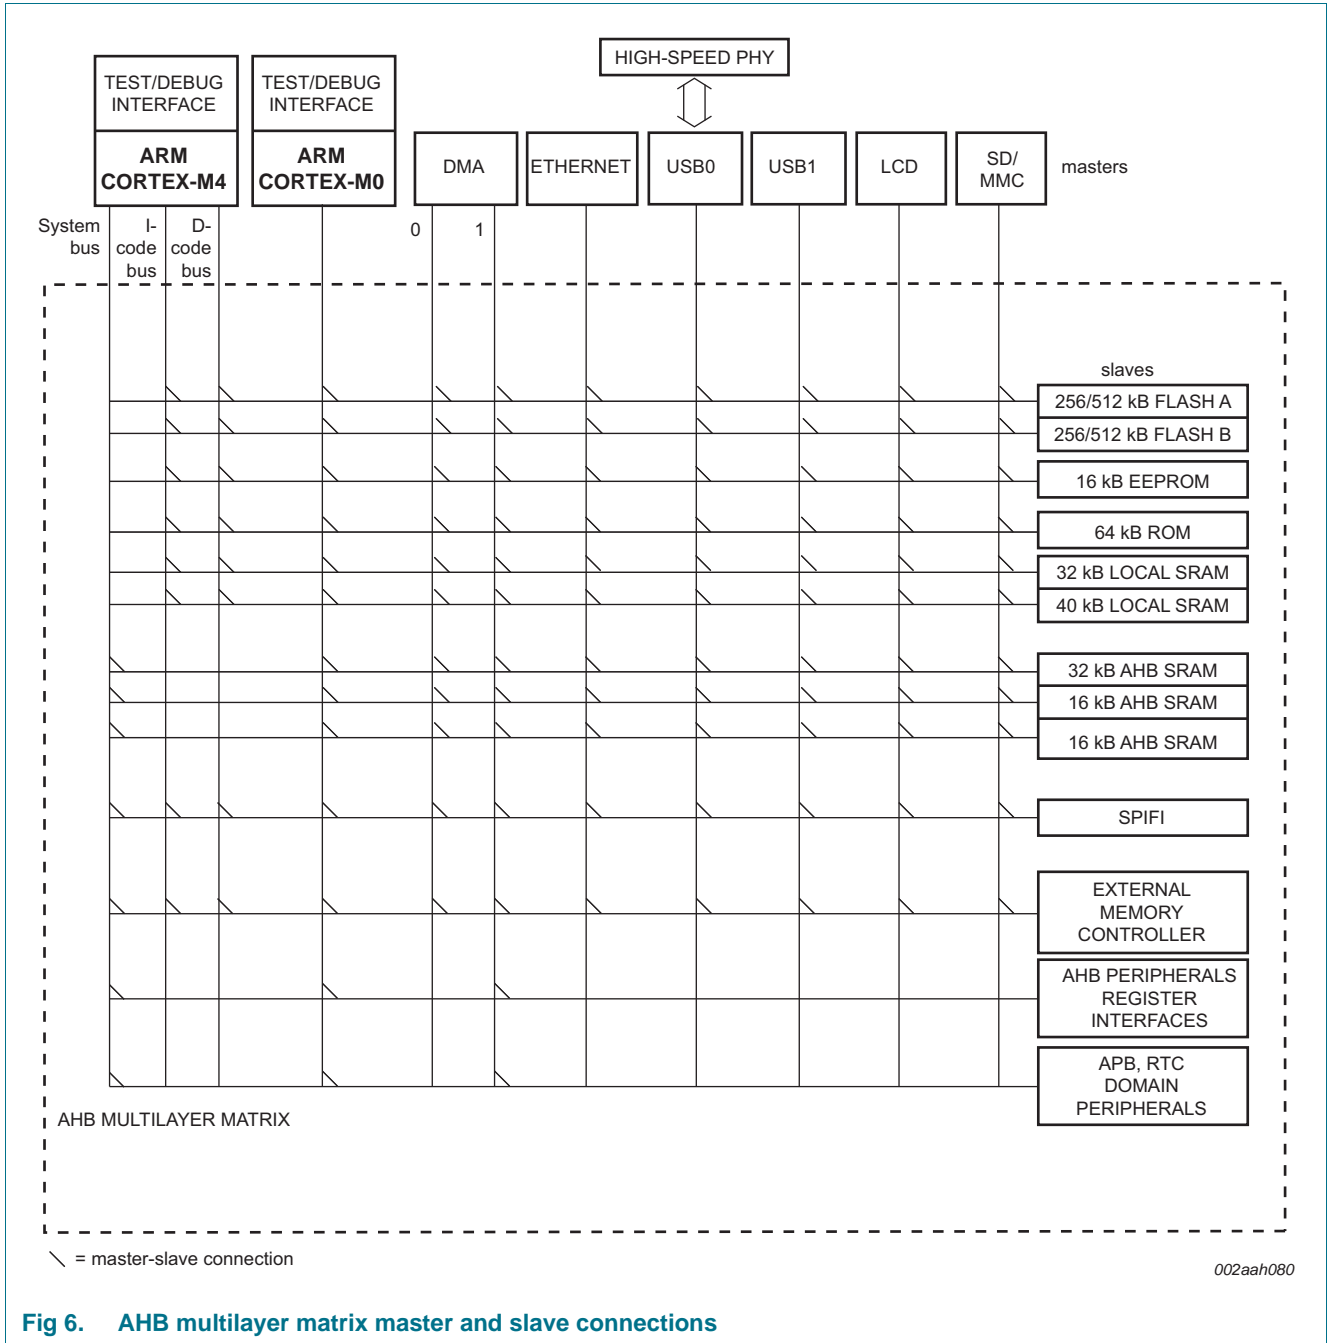 HIGH-SPEED PHY
TEST/DEBUG
INTERFACE
TEST/DEBUG
INTERFACE
ARM
CORTEX-M4
ARM
CORTEX-M0
DMA
ETHERNET
USB0
USB1
LCD
SD/
MMC
masters
System
bus
I-
code
bus
D-
code
bus
0
1
slaves
256/512 kB FLASH A
256/512 kB FLASH B
16 kB EEPROM
64 kB ROM
32 kB LOCAL SRAM
40 kB LOCAL SRAM
32 kB AHB SRAM
16 kB AHB SRAM
16 kB AHB SRAM
SPIFI
EXTERNAL
MEMORY
CONTROLLER
AHB PERIPHERALS
REGISTER
INTERFACES
APB, RTC
DOMAIN
PERIPHERALS
AHB MULTILAYER MATRIX
= master-slave connection
002aah080
Fig 6. AHB multilayer matrix master and slave connections